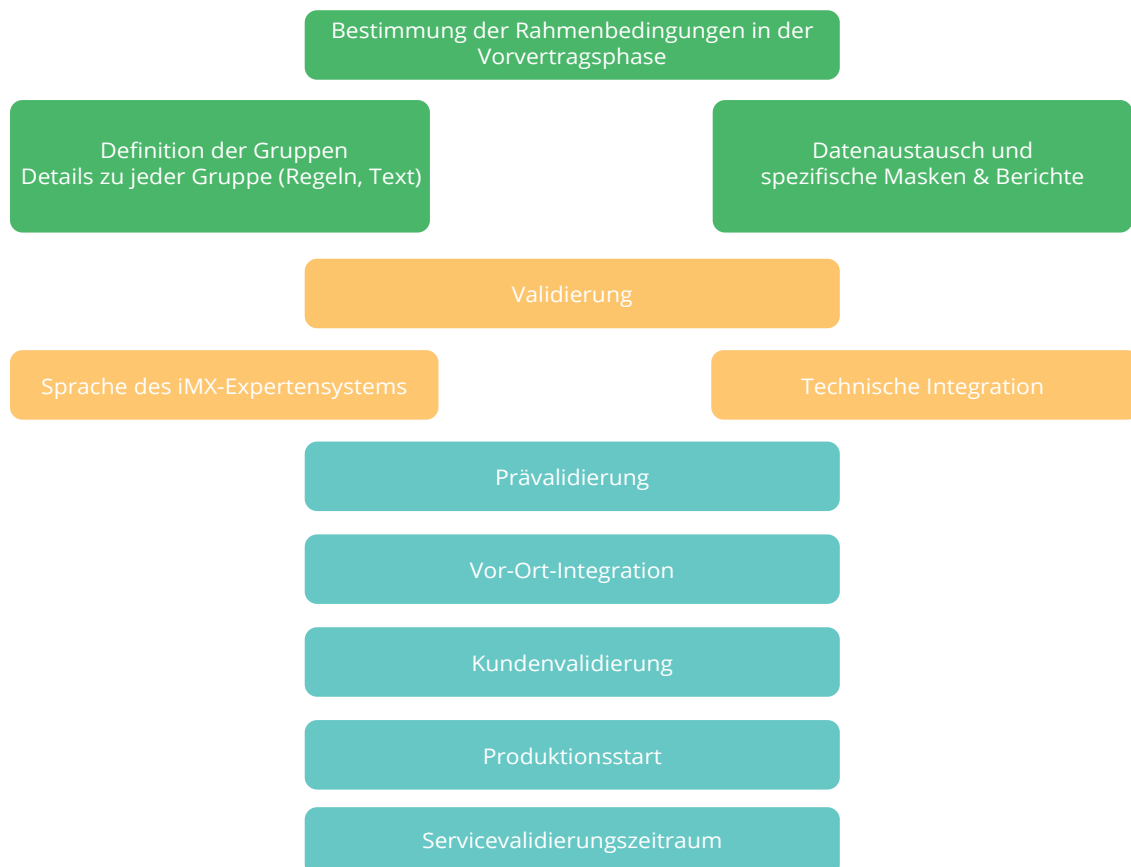 Bestimmung der Rahmenbedingungen in der
Vorvertragsphase
Definition der Gruppen
Details zu jeder Gruppe (Regeln, Text)
Datenaustausch und
spezifische Masken & Berichte
Validierung
Sprache des iMX-Expertensystems
Technische Integration
Prävalidierung
Vor-Ort-Integration
Kundenvalidierung
Produktionsstart
Servicevalidierungszeitraum